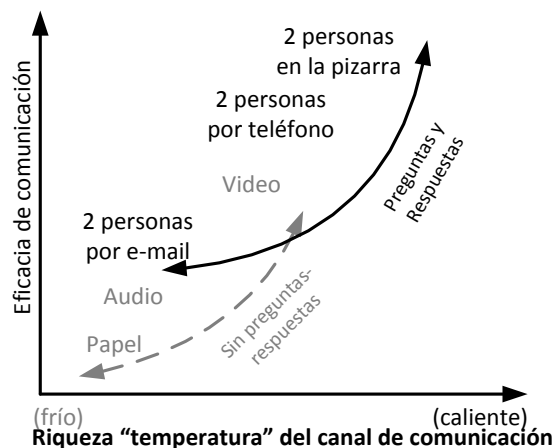 2 personas
en la pizarra
2 personas
por teléfono
Video
2 personas
por e-mail
Audio
Papel
Preguntas y
Respuestas
Sin preguntas-
respuestas
Eficacia de comunicación
(frío)
(caliente)
Riqueza “temperatura” del canal de comunicación